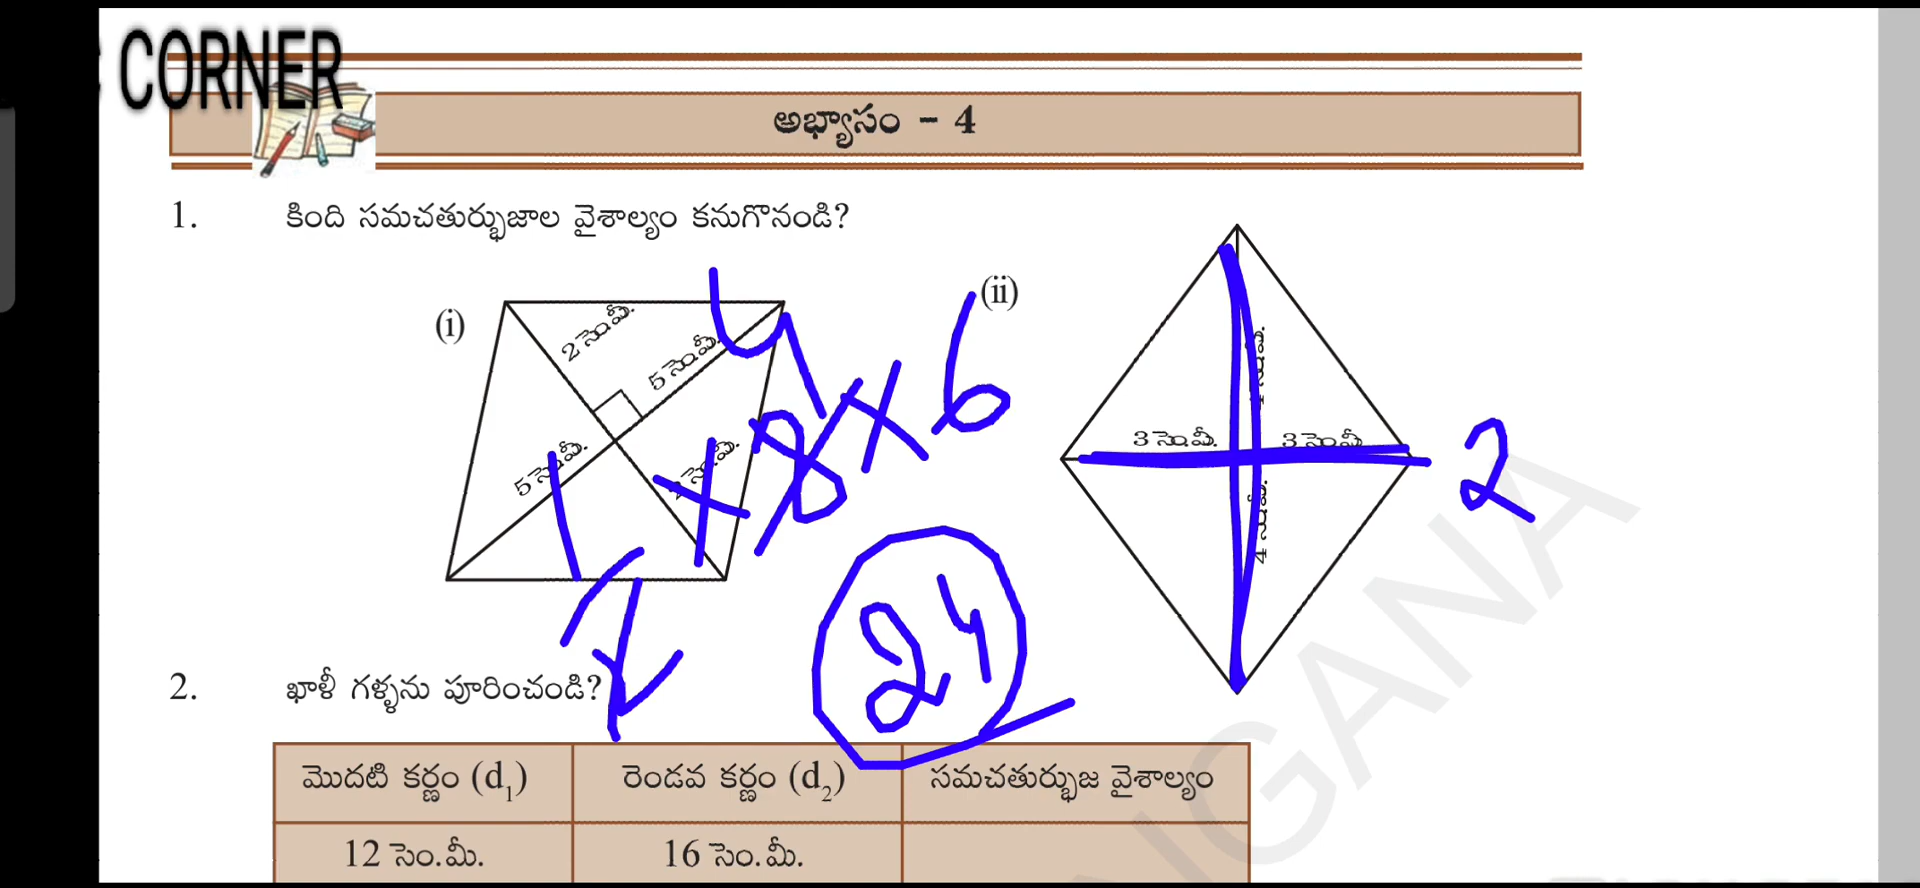 CORNER
అభ్యాసం - 4
1. కింది సమచతుర్భుజాల వైశాల్యం కనుగొనండి?
(i) (ii)
2 సెం.మీ.
5 సెం.మీ.
5 సెం.మీ.
3 సెం.మీ. 3 సెం.మీ
4 సెం.మీ.
1/2 × 8 × 6
4
2
24
2. ఖాళీ గళ్ళను పూరించండి?
మొదటి కర్ణం (d₁) రెండవ కర్ణం (d₂) సమచతుర్భుజ వైశాల్యం
12 సెం.మీ. 16 సెం.మీ.